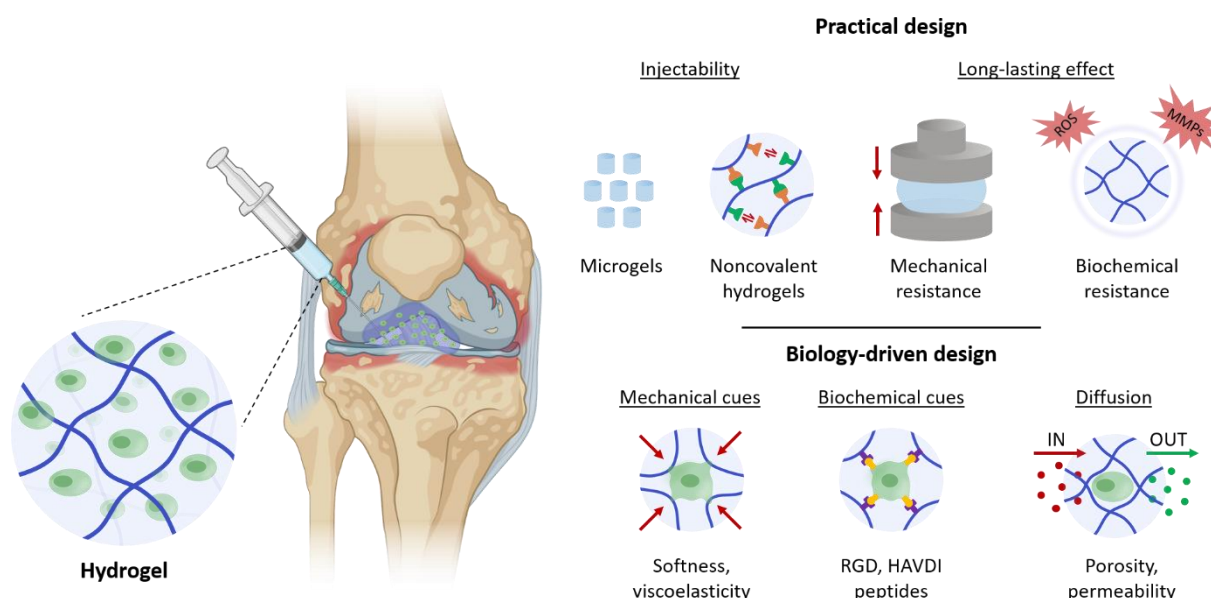 Practical design
Injectability
Long-lasting effect
ROS
MMPs
Microgels
Noncovalent
hydrogels
Mechanical
resistance
Biochemical
resistance
Biology-driven design
Mechanical cues
Biochemical cues
Diffusion
IN
OUT
Softness,
viscoelasticity
RGD, HAVDI
peptides
Porosity,
permeability
Hydrogel